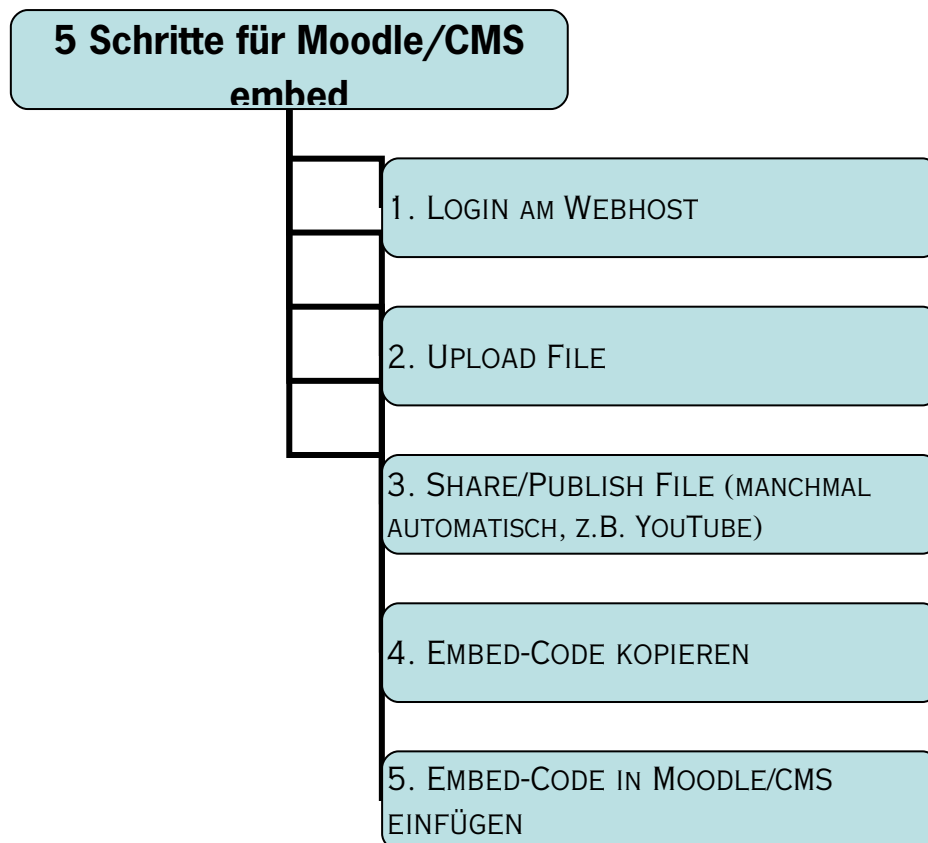 5 Schritte für Moodle/CMS
embed
1. LOGIN AM WEBHOST
2. UPLOAD FILE
3. SHARE/PUBLISH FILE (MANCHMAL
AUTOMATISCH, Z.B. YOUTUBE)
4. EMBED-CODE KOPIEREN
5. EMBED-CODE IN MOODLE/CMS
EINFÜGEN